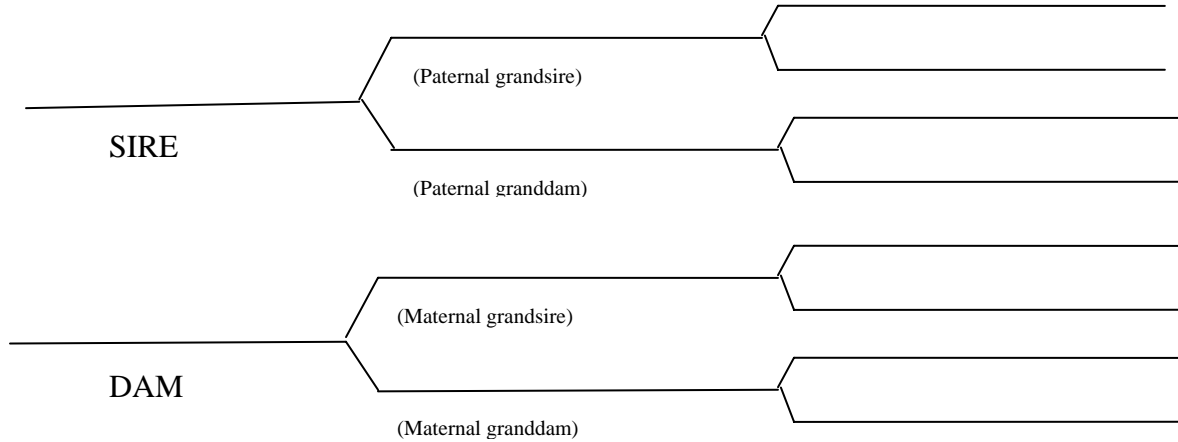 (Paternal grandsire)
SIRE
(Paternal granddam)
(Maternal grandsire)
DAM
(Maternal granddam)